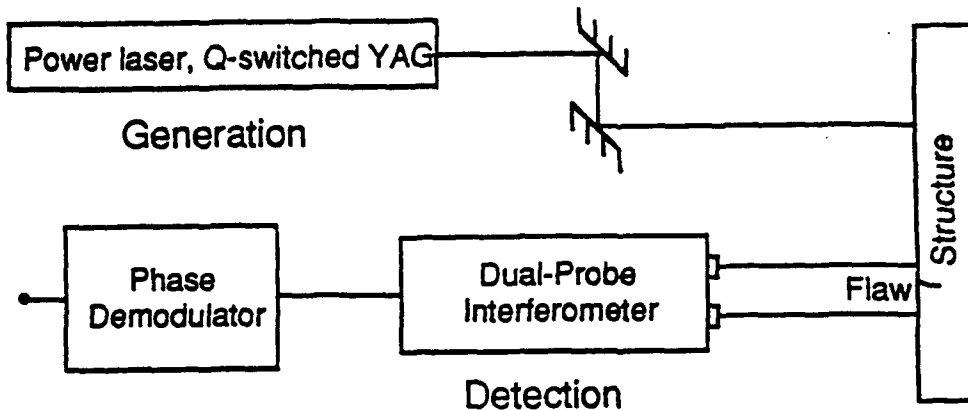 Power laser, Q-switched YAG
Generation
Structure
Phase
Demodulator
Dual-Probe
Interferometer
Flaw
Detection